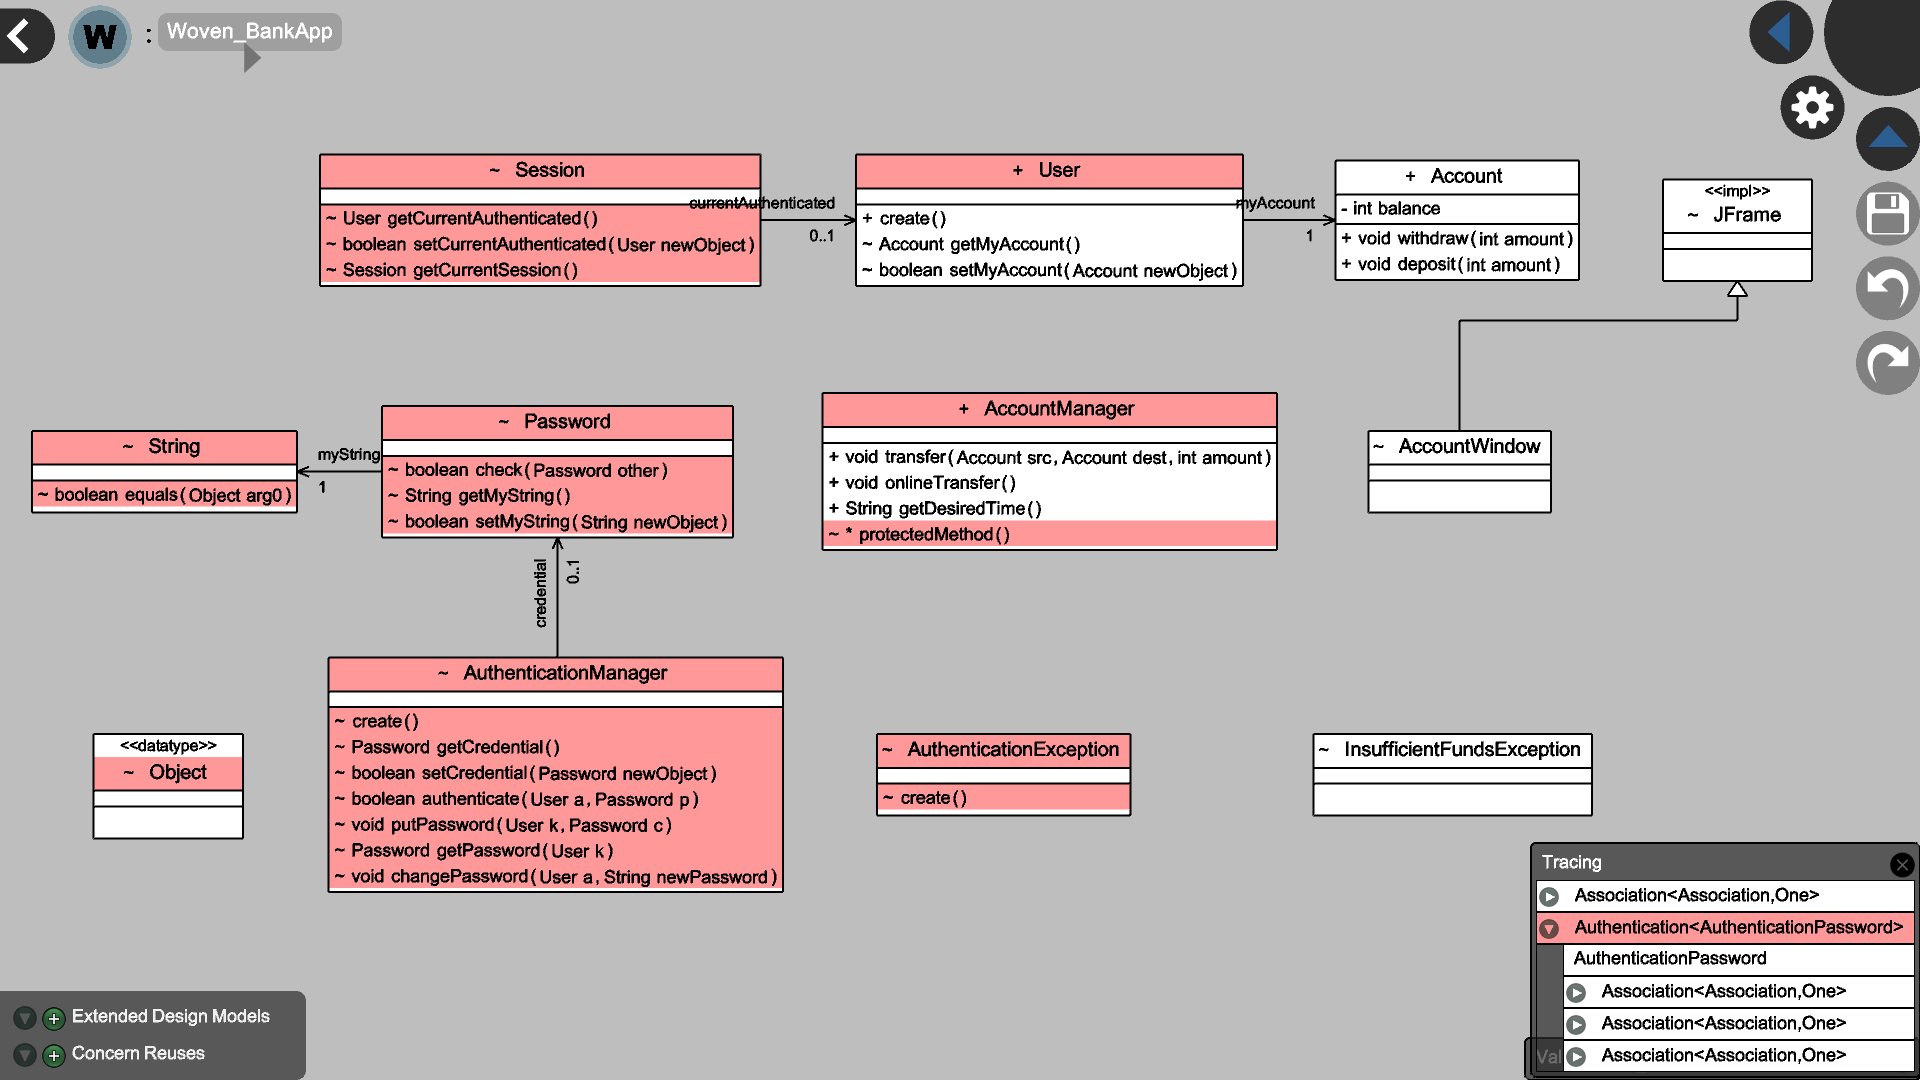 W : Woven_BankApp
~ Session
~ User getCurrentAuthenticated()
~ boolean setCurrentAuthenticated(User newObject)
~ Session getCurrentSession()
currentAuthenticated
0..1
+ User
+ create()
~ Account getMyAccount()
~ boolean setMyAccount(Account newObject)
myAccount
1
+ Account
- int balance
+ void withdraw(int amount)
+ void deposit(int amount)
<<impl>>
~ JFrame
~ String
~ boolean equals(Object arg0)
myString
1
~ Password
~ boolean check(Password other)
~ String getMyString()
~ boolean setMyString(String newObject)
+ AccountManager
+ void transfer(Account src, Account dest, int amount)
+ void onlineTransfer()
+ String getDesiredTime()
~ * protectedMethod()
~ AccountWindow
credential
0..1
~ AuthenticationManager
~ create()
~ Password getCredential()
~ boolean setCredential(Password newObject)
~ boolean authenticate(User a, Password p)
~ void putPassword(User k, Password c)
~ Password getPassword(User k)
~ void changePassword(User a, String newPassword)
<<datatype>>
~ Object
~ AuthenticationException
~ create()
~ InsufficientFundsException
Tracing
Association<Association,One>
Authentication<AuthenticationPassword>
AuthenticationPassword
Association<Association,One>
Association<Association,One>
Val
Association<Association,One>
Extended Design Models
Concern Reuses